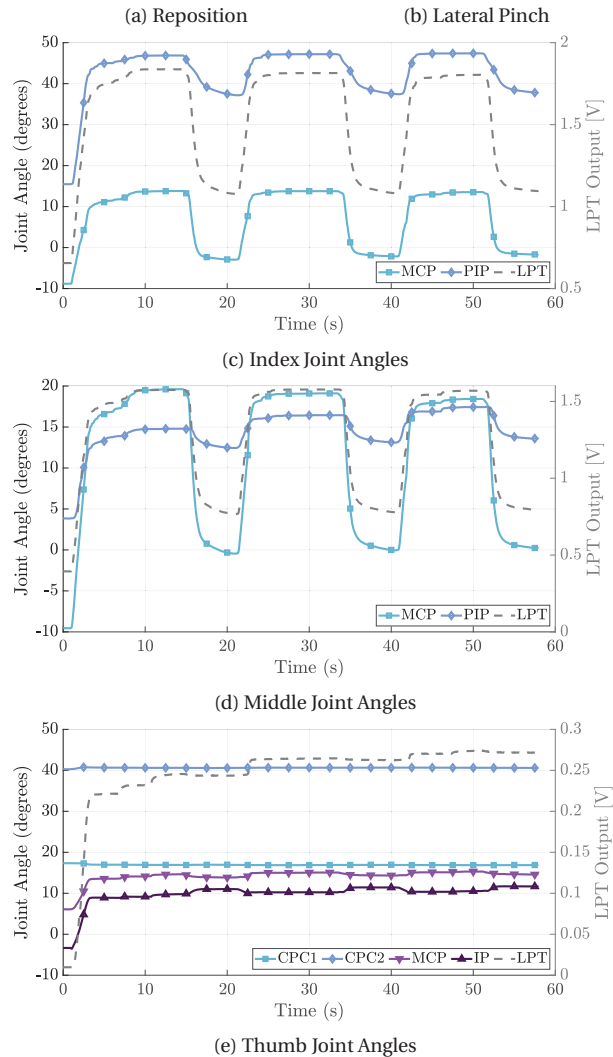 (a) Reposition (b) Lateral Pinch
50 2
40
30 1.5
20
10 1
0
-10 0.5
0 10 20 30 40 50 60
Joint Angle (degrees)
LPT Output [V]
MCP PIP LPT
Time (s)
(c) Index Joint Angles
20
15 1.5
10
1
5
0 0.5
-5
-10 0
0 10 20 30 40 50 60
Joint Angle (degrees)
LPT Output [V]
MCP PIP LPT
Time (s)
(d) Middle Joint Angles
50 0.3
40 0.25
30 0.2
20 0.15
10 0.1
0 0.05
-10 0
0 10 20 30 40 50 60
Joint Angle (degrees)
LPT Output [V]
CPC1 CPC2 MCP IP LPT
Time (s)
(e) Thumb Joint Angles